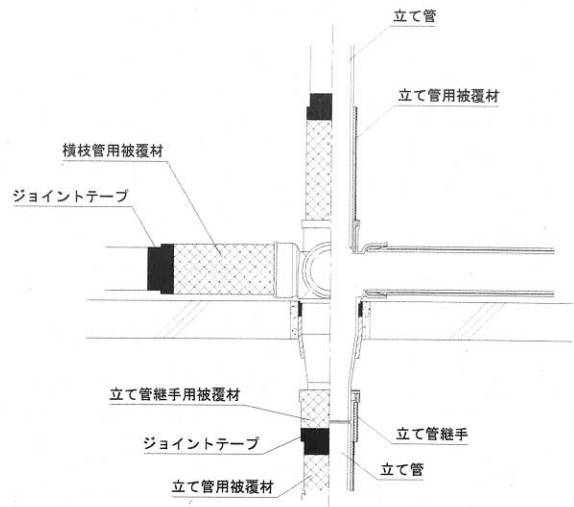 立て管
立て管用被覆材
横枝管用被覆材
ジョイントテープ
立て管継手用被覆材
ジョイントテープ
立て管継手
立て管
立て管用被覆材